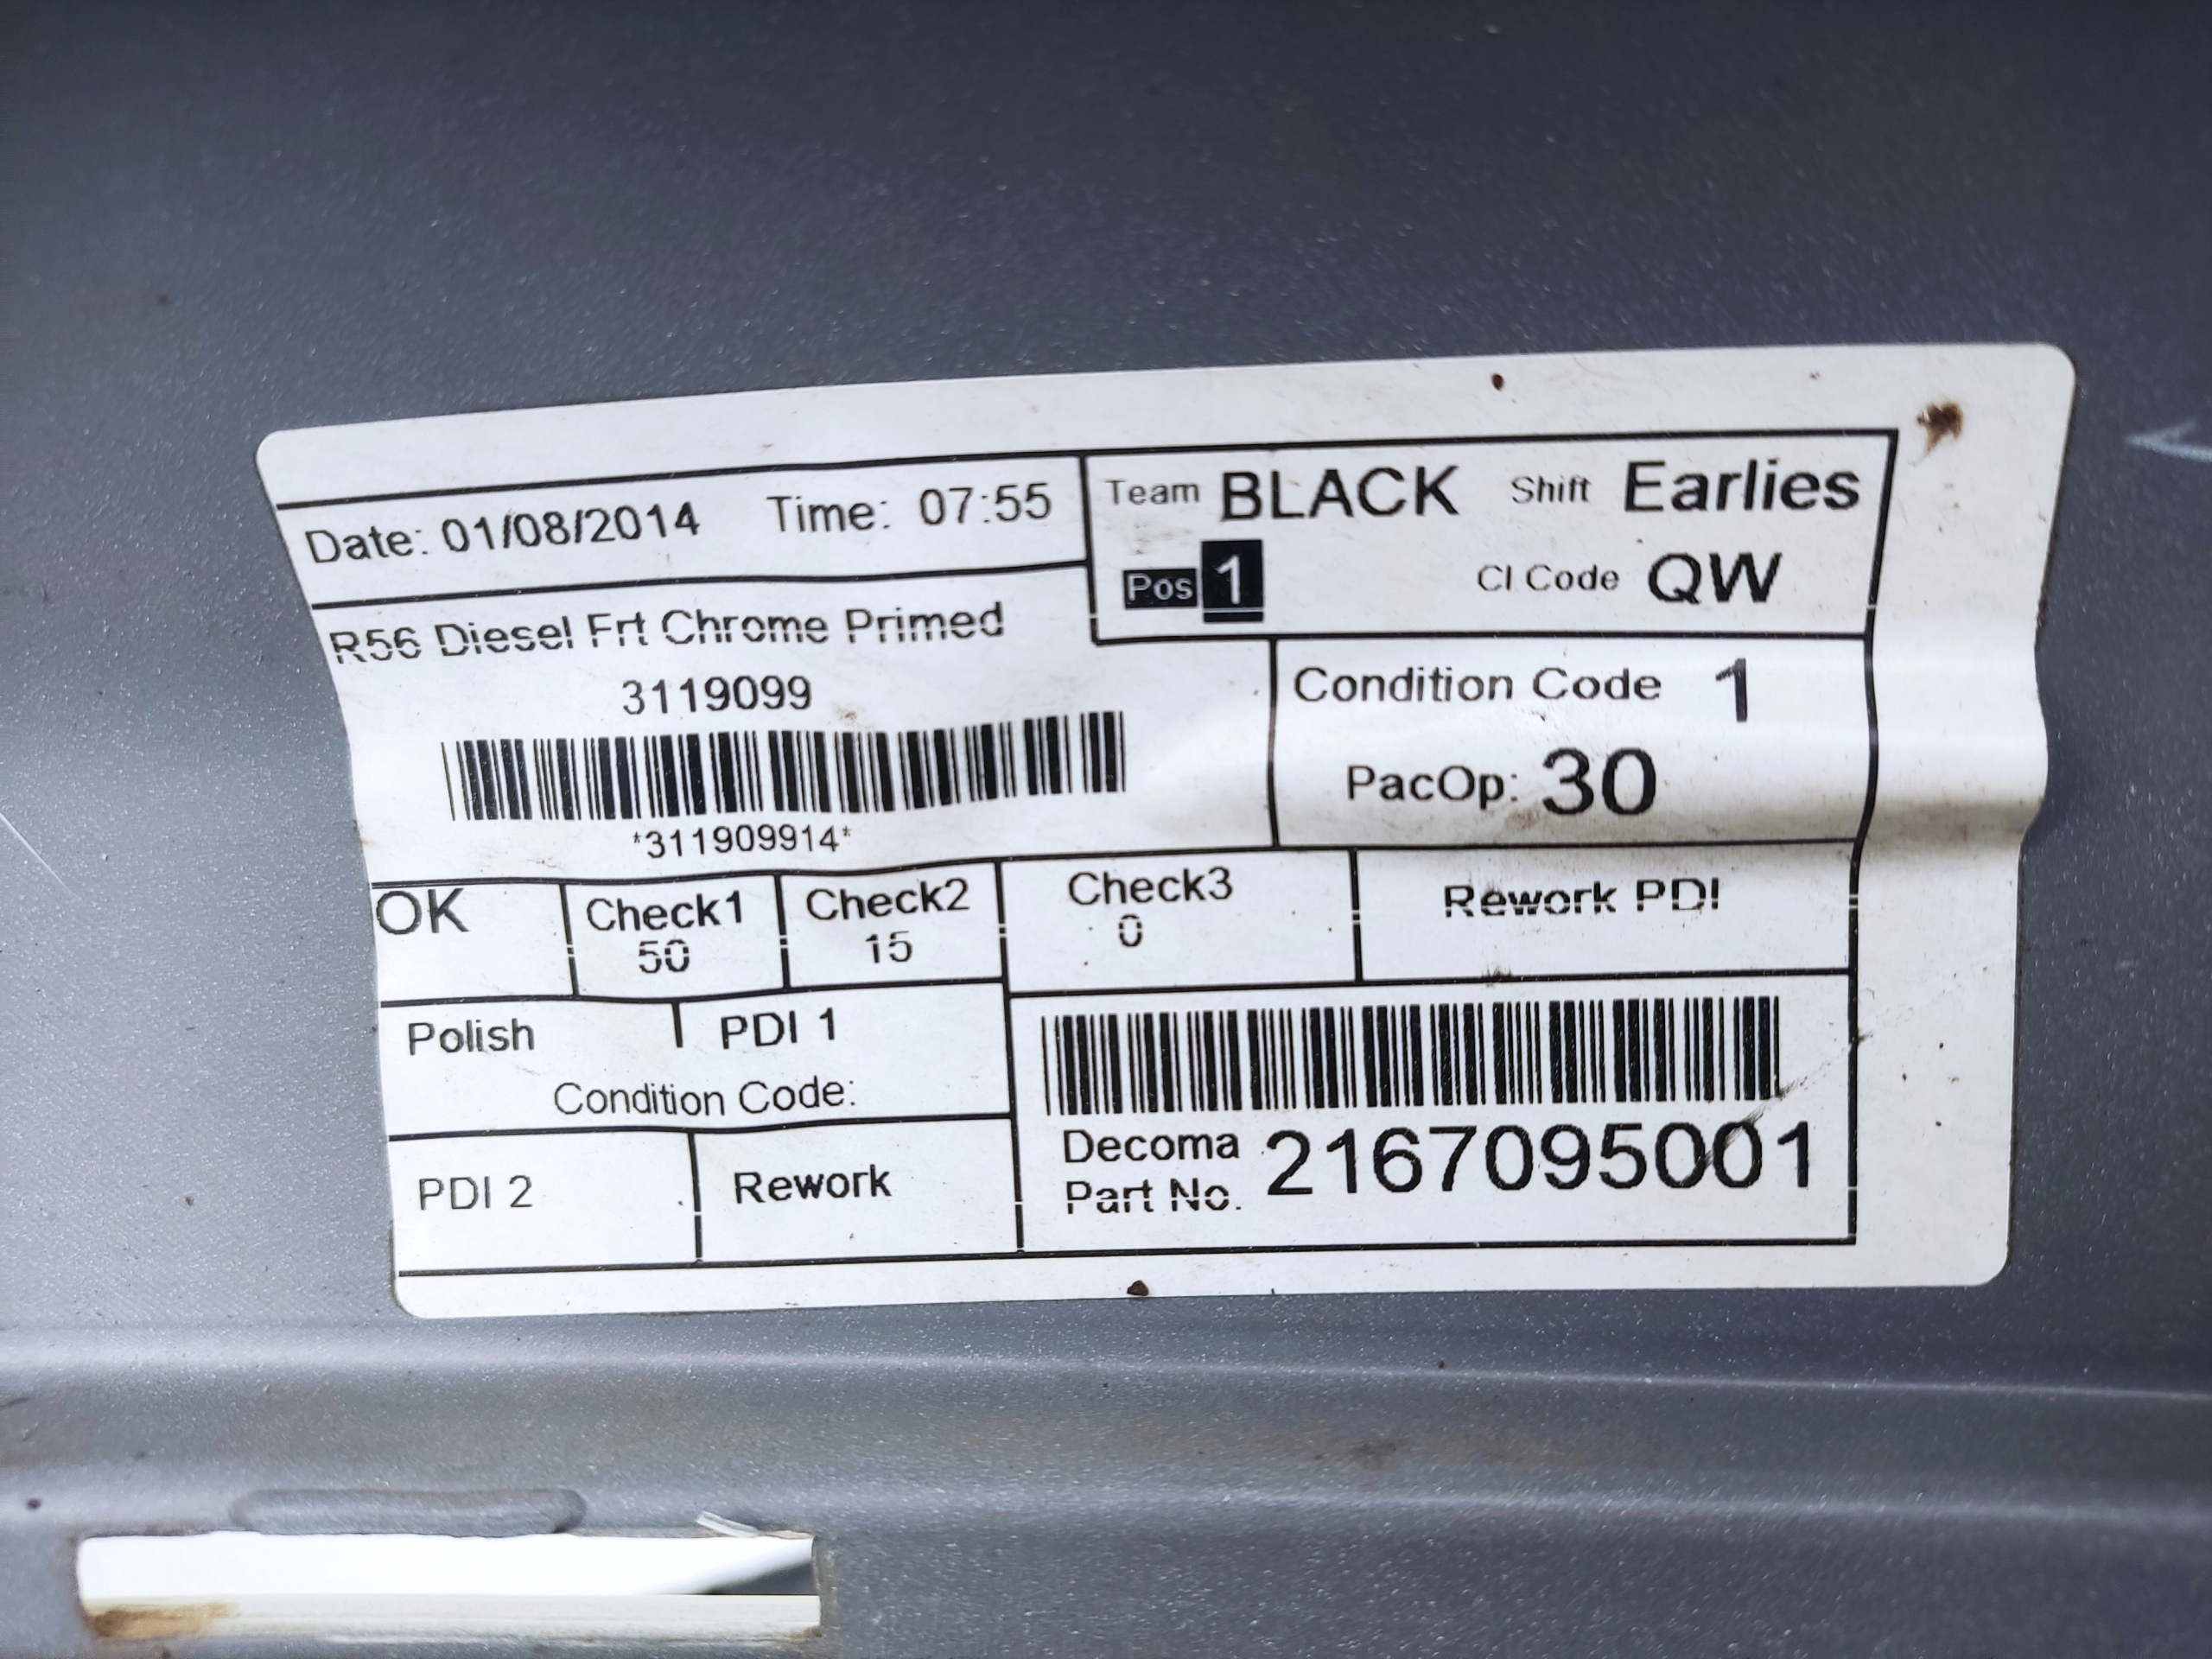 Date: 01/08/2014 Time: 07:55
Team BLACK Shift Earlies
Pos 1 CI Code QW
R56 Diesel Frt Chrome Primed
3119099
*311909914*
Condition Code 1
PacOp: 30
OK
Check1
50
Check2
15
Check3
0
Rework PDI
Polish PDI 1
Condition Code:
PDI 2 Rework
Decoma
Part No. 2167095001